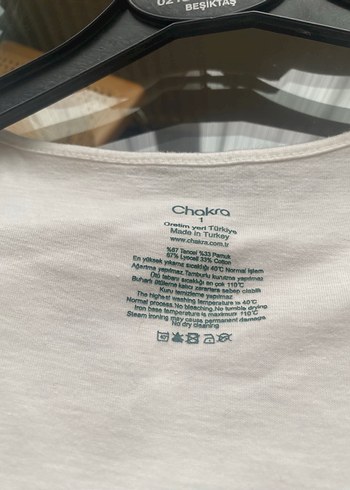 BEŞİKTAŞ
Chakra
1
Üretim yeri Türkiye
Made in Turkey
www.chakra.com.tr
%67 Tencel %33 Pamuk
67% Lyocell 33% Cotton
En yüksek yıkama sıcaklığı 40°C Normal işlem
Ağartma yapılmaz.Tamburlu kurutma yapılmaz
Ütü tabanı sıcaklığı en çok 110°C
Buharlı ütüleme kalıcı zararlara sebep olabilir
Kuru temizleme yapılmaz
The highest washing temperature is 40°C
Normal process.No bleaching.No tumble drying
Iron base temperature is maximum 110°C
Steam ironing may cause permanent damage
No dry cleaning